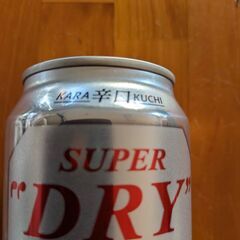 KARA 辛口 KUCHI
SUPER
"DRY"